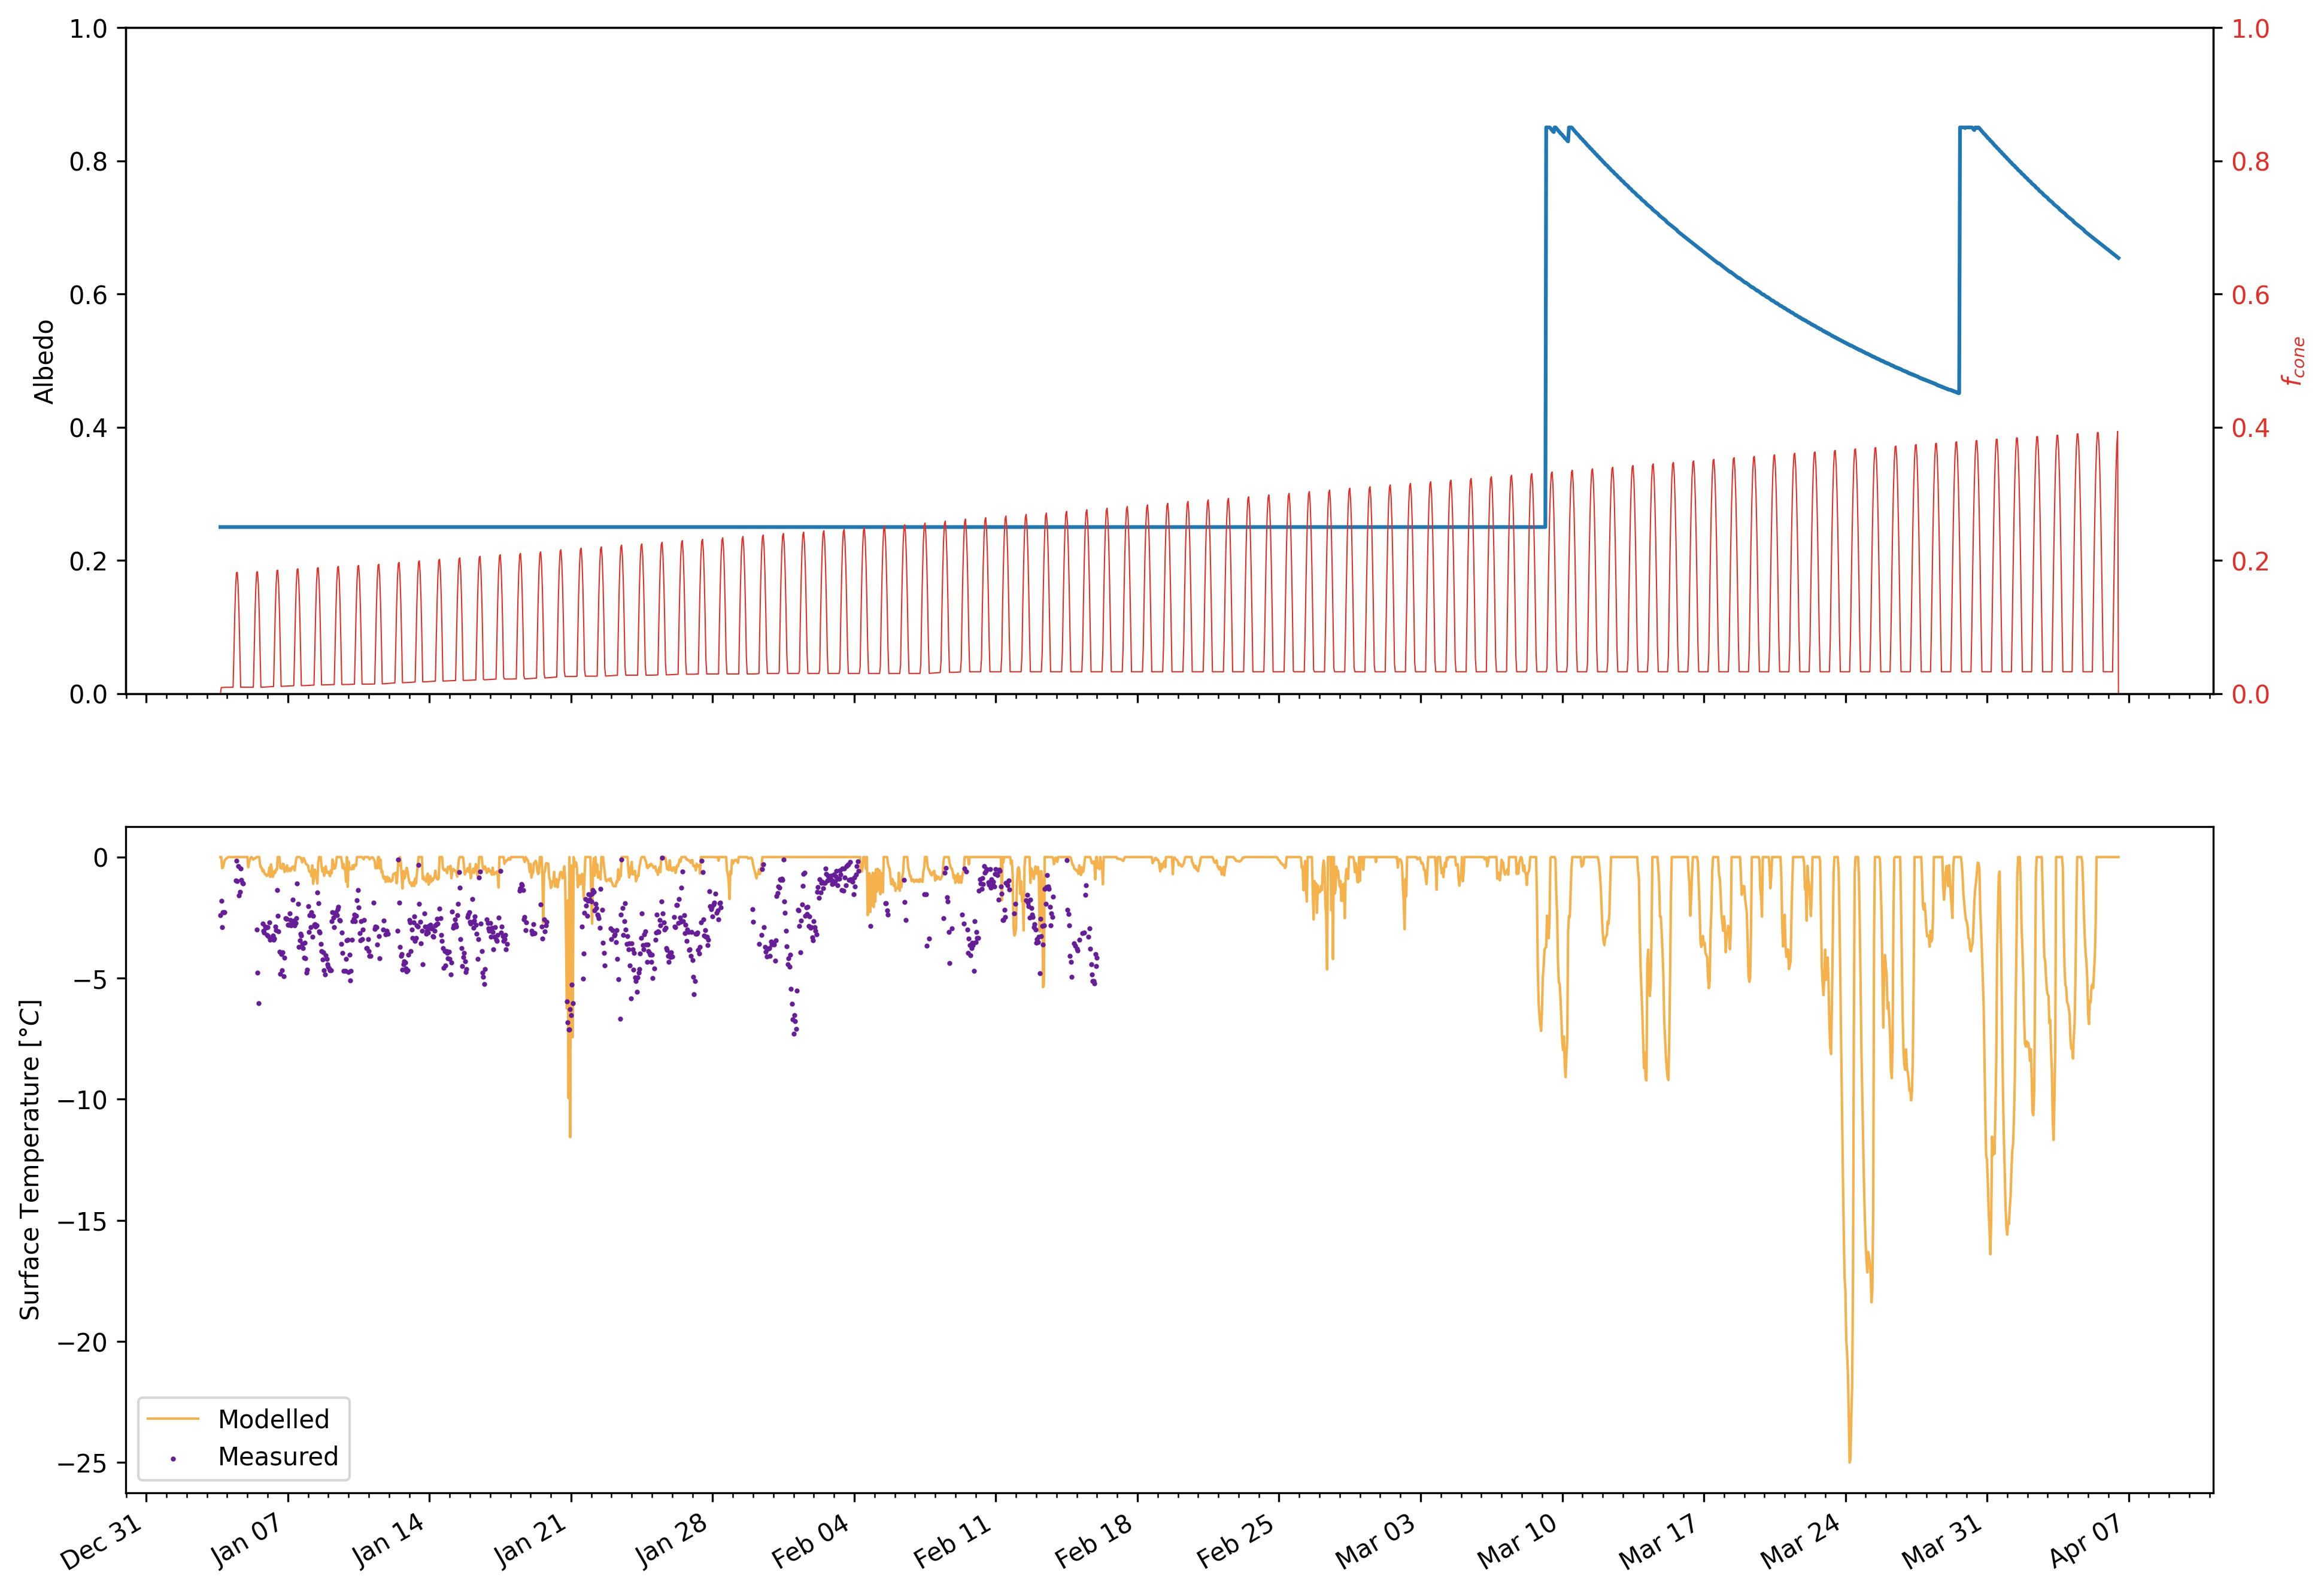 1.0
0.8
0.6
0.4
0.2
0.0
Albedo
1.0
0.8
0.6
0.4
0.2
0.0
f_cone
0
−5
−10
−15
−20
−25
Surface Temperature [°C]
Modelled
Measured
Dec 31
Jan 07
Jan 14
Jan 21
Jan 28
Feb 04
Feb 11
Feb 18
Feb 25
Mar 03
Mar 10
Mar 17
Mar 24
Mar 31
Apr 07